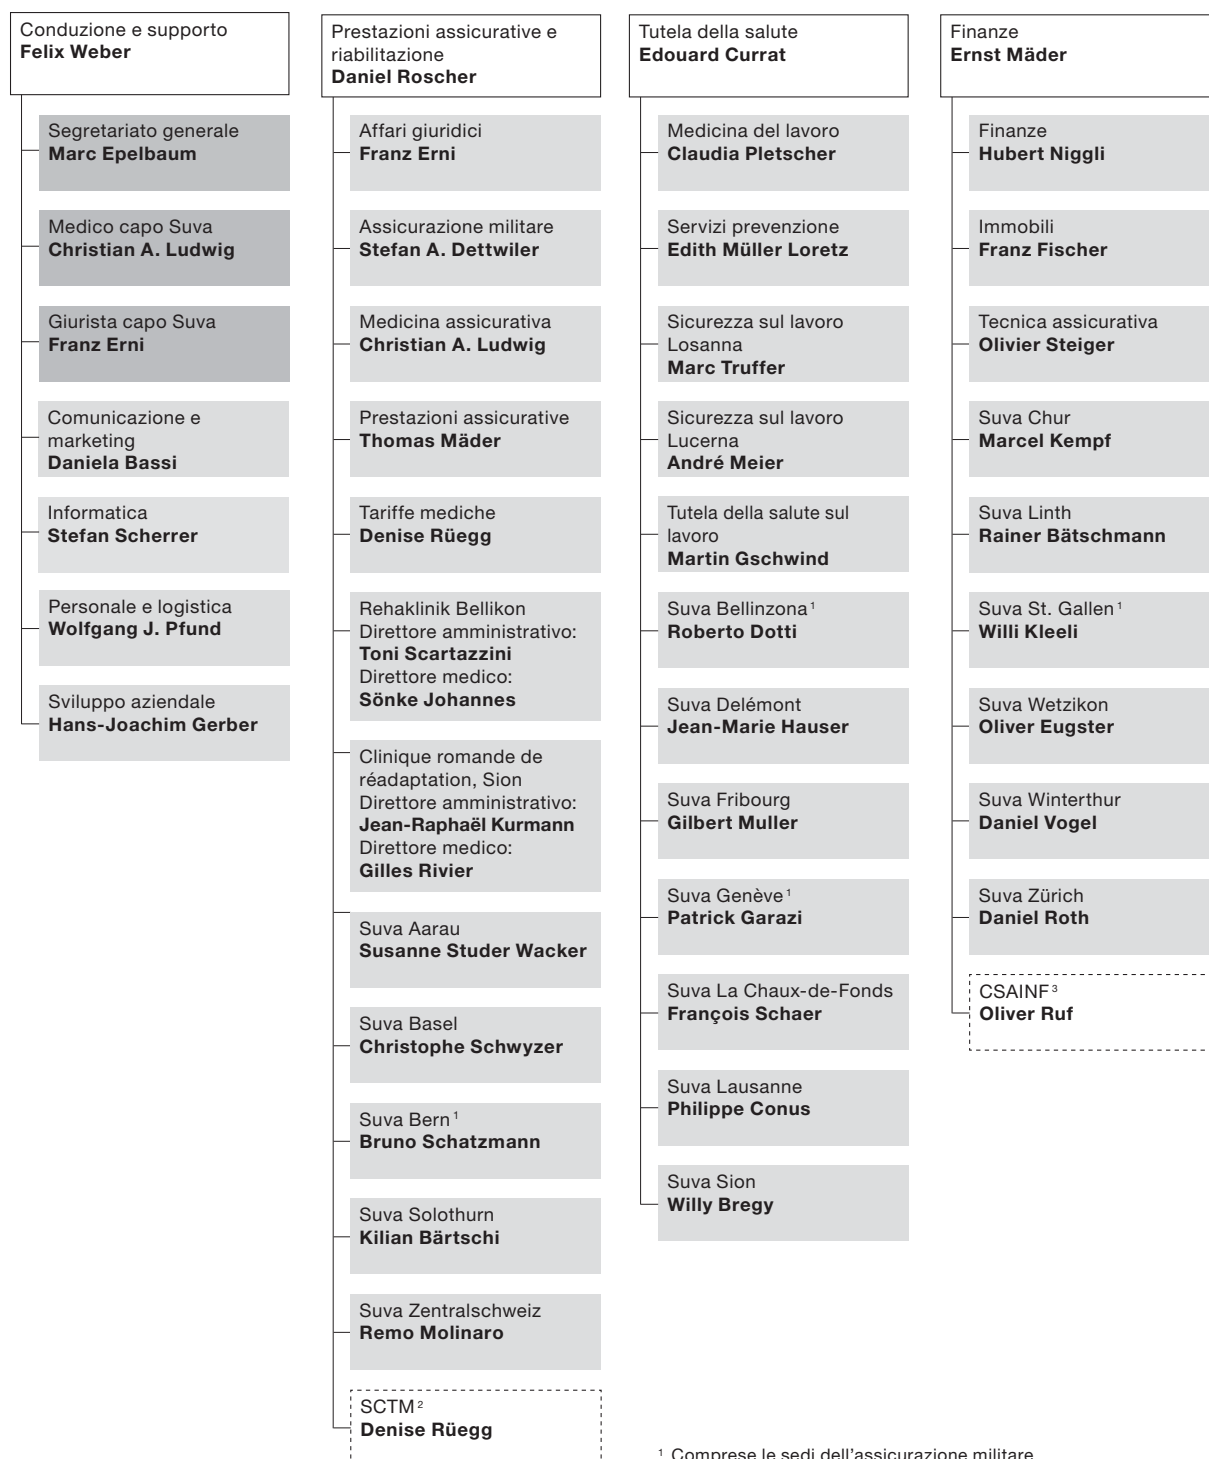 Conduzione e supporto
Felix Weber
Segretariato generale
Marc Epelbaum
Medico capo Suva
Christian A. Ludwig
Giurista capo Suva
Franz Erni
Comunicazione e
marketing
Daniela Bassi
Informatica
Stefan Scherrer
Personale e logistica
Wolfgang J. Pfund
Sviluppo aziendale
Hans-Joachim Gerber
Prestazioni assicurative e
riabilitazione
Daniel Roscher
Affari giuridici
Franz Erni
Assicurazione militare
Stefan A. Dettwiler
Medicina assicurativa
Christian A. Ludwig
Prestazioni assicurative
Thomas Mäder
Tariffe mediche
Denise Rüegg
Rehaklinik Bellikon
Direttore amministrativo:
Toni Scartazzini
Direttore medico:
Sönke Johannes
Clinique romande de
réadaptation, Sion
Direttore amministrativo:
Jean-Raphaël Kurmann
Direttore medico:
Gilles Rivier
Suva Aarau
Susanne Studer Wacker
Suva Basel
Christophe Schwyzer
Suva Bern ¹
Bruno Schatzmann
Suva Solothurn
Kilian Bärtschi
Suva Zentralschweiz
Remo Molinaro
SCTM ²
Denise Rüegg
Tutela della salute
Edouard Currat
Medicina del lavoro
Claudia Pletscher
Servizi prevenzione
Edith Müller Loretz
Sicurezza sul lavoro
Losanna
Marc Truffer
Sicurezza sul lavoro
Lucerna
André Meier
Tutela della salute sul
lavoro
Martin Gschwind
Suva Bellinzona ¹
Roberto Dotti
Suva Delémont
Jean-Marie Hauser
Suva Fribourg
Gilbert Muller
Suva Genève ¹
Patrick Garazi
Suva La Chaux-de-Fonds
François Schaer
Suva Lausanne
Philippe Conus
Suva Sion
Willy Bregy
Finanze
Ernst Mäder
Finanze
Hubert Niggli
Immobili
Franz Fischer
Tecnica assicurativa
Olivier Steiger
Suva Chur
Marcel Kempf
Suva Linth
Rainer Bätschmann
Suva St. Gallen ¹
Willi Kleeli
Suva Wetzikon
Oliver Eugster
Suva Winterthur
Daniel Vogel
Suva Zürich
Daniel Roth
CSAINF ³
Oliver Ruf
¹ Comprese le sedi dell'assicurazione militare